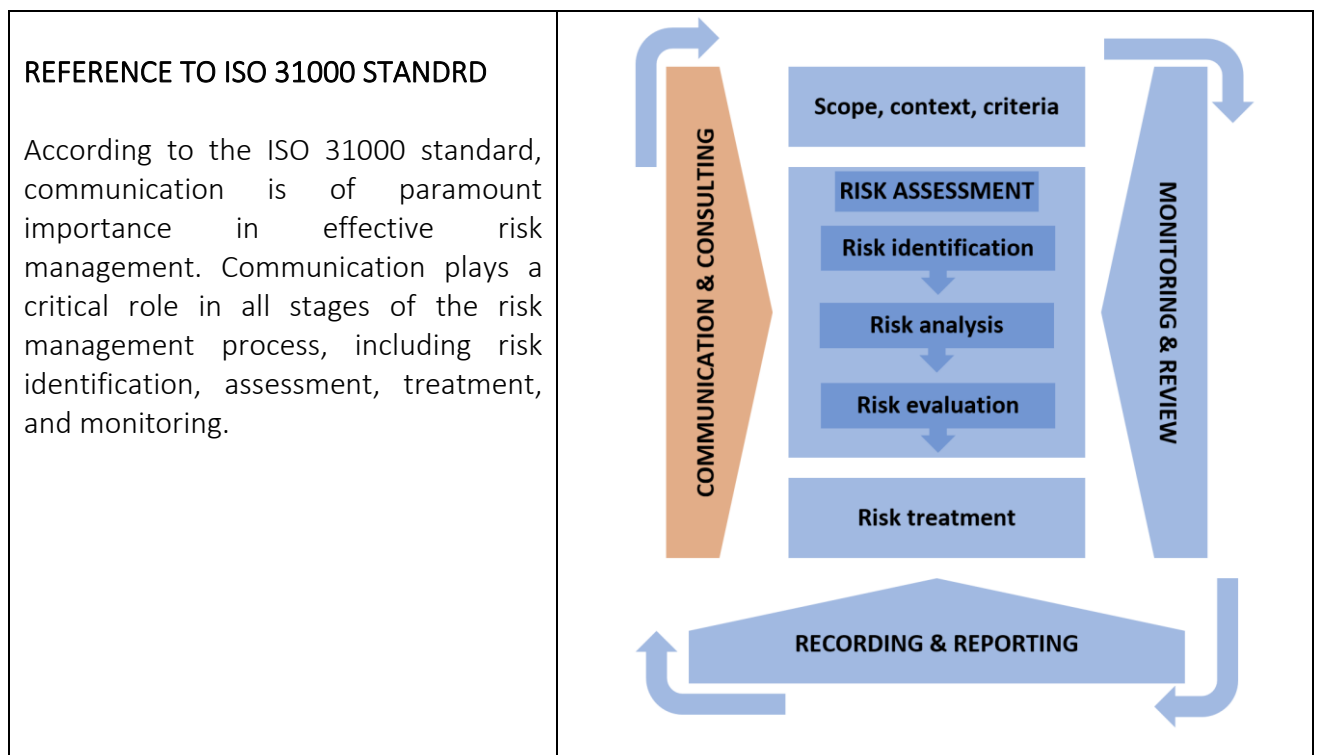 REFERENCE TO ISO 31000 STANDRD
According to the ISO 31000 standard,
communication is of paramount
importance in effective risk
management. Communication plays a
critical role in all stages of the risk
management process, including risk
identification, assessment, treatment,
and monitoring.
COMMUNICATION & CONSULTING
Scope, context, criteria
RISK ASSESSMENT
Risk identification
Risk analysis
Risk evaluation
Risk treatment
MONITORING & REVIEW
RECORDING & REPORTING